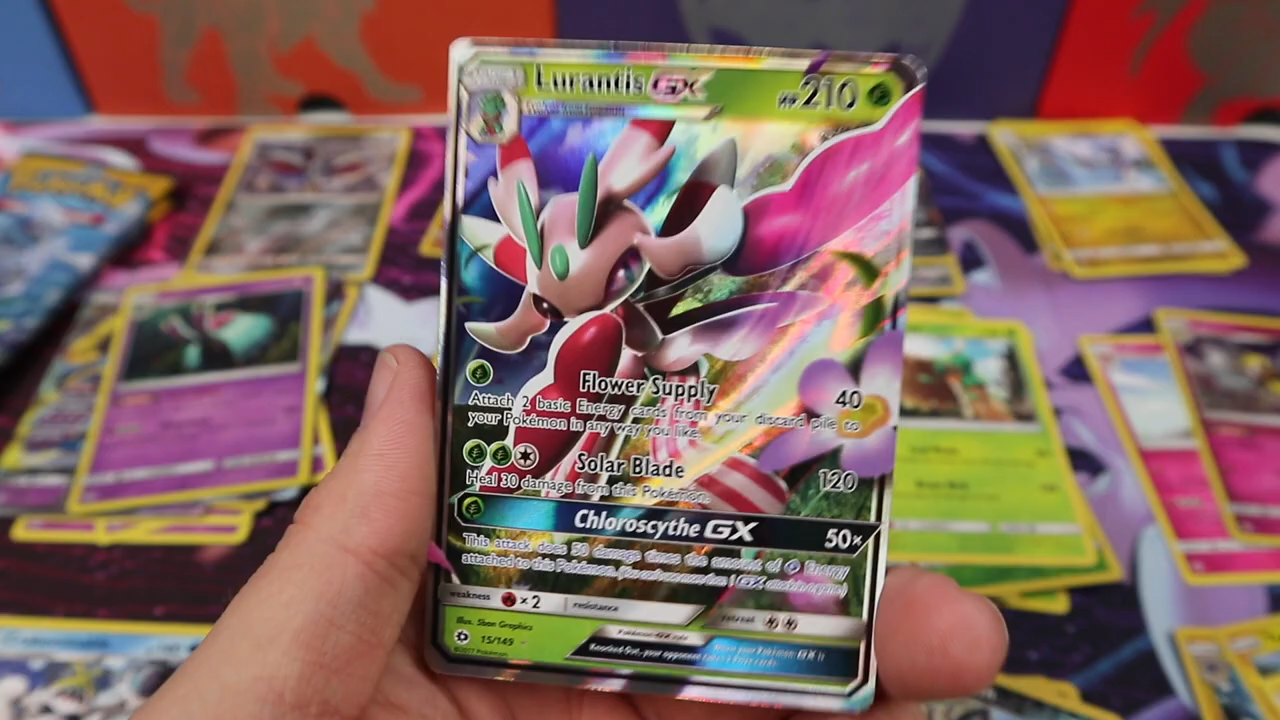 Lurantis GX HP 210
Flower Supply 40
Attach 2 basic Energy cards from your discard pile to
your Pokémon in any way you like.
Solar Blade 120
Heal 30 damage from this Pokémon.
Chloroscythe GX 50×
This attack does 50 damage times the amount of Energy
attached to this Pokémon. (You can't use more than 1 GX attack in a game.)
weakness ×2 resistance
retreat
Illus. 5ban Graphics
15/149
©2017 Pokémon
Pokémon-GX rule
When your Pokémon-GX is
Knocked Out, your opponent takes 2 Prize cards.